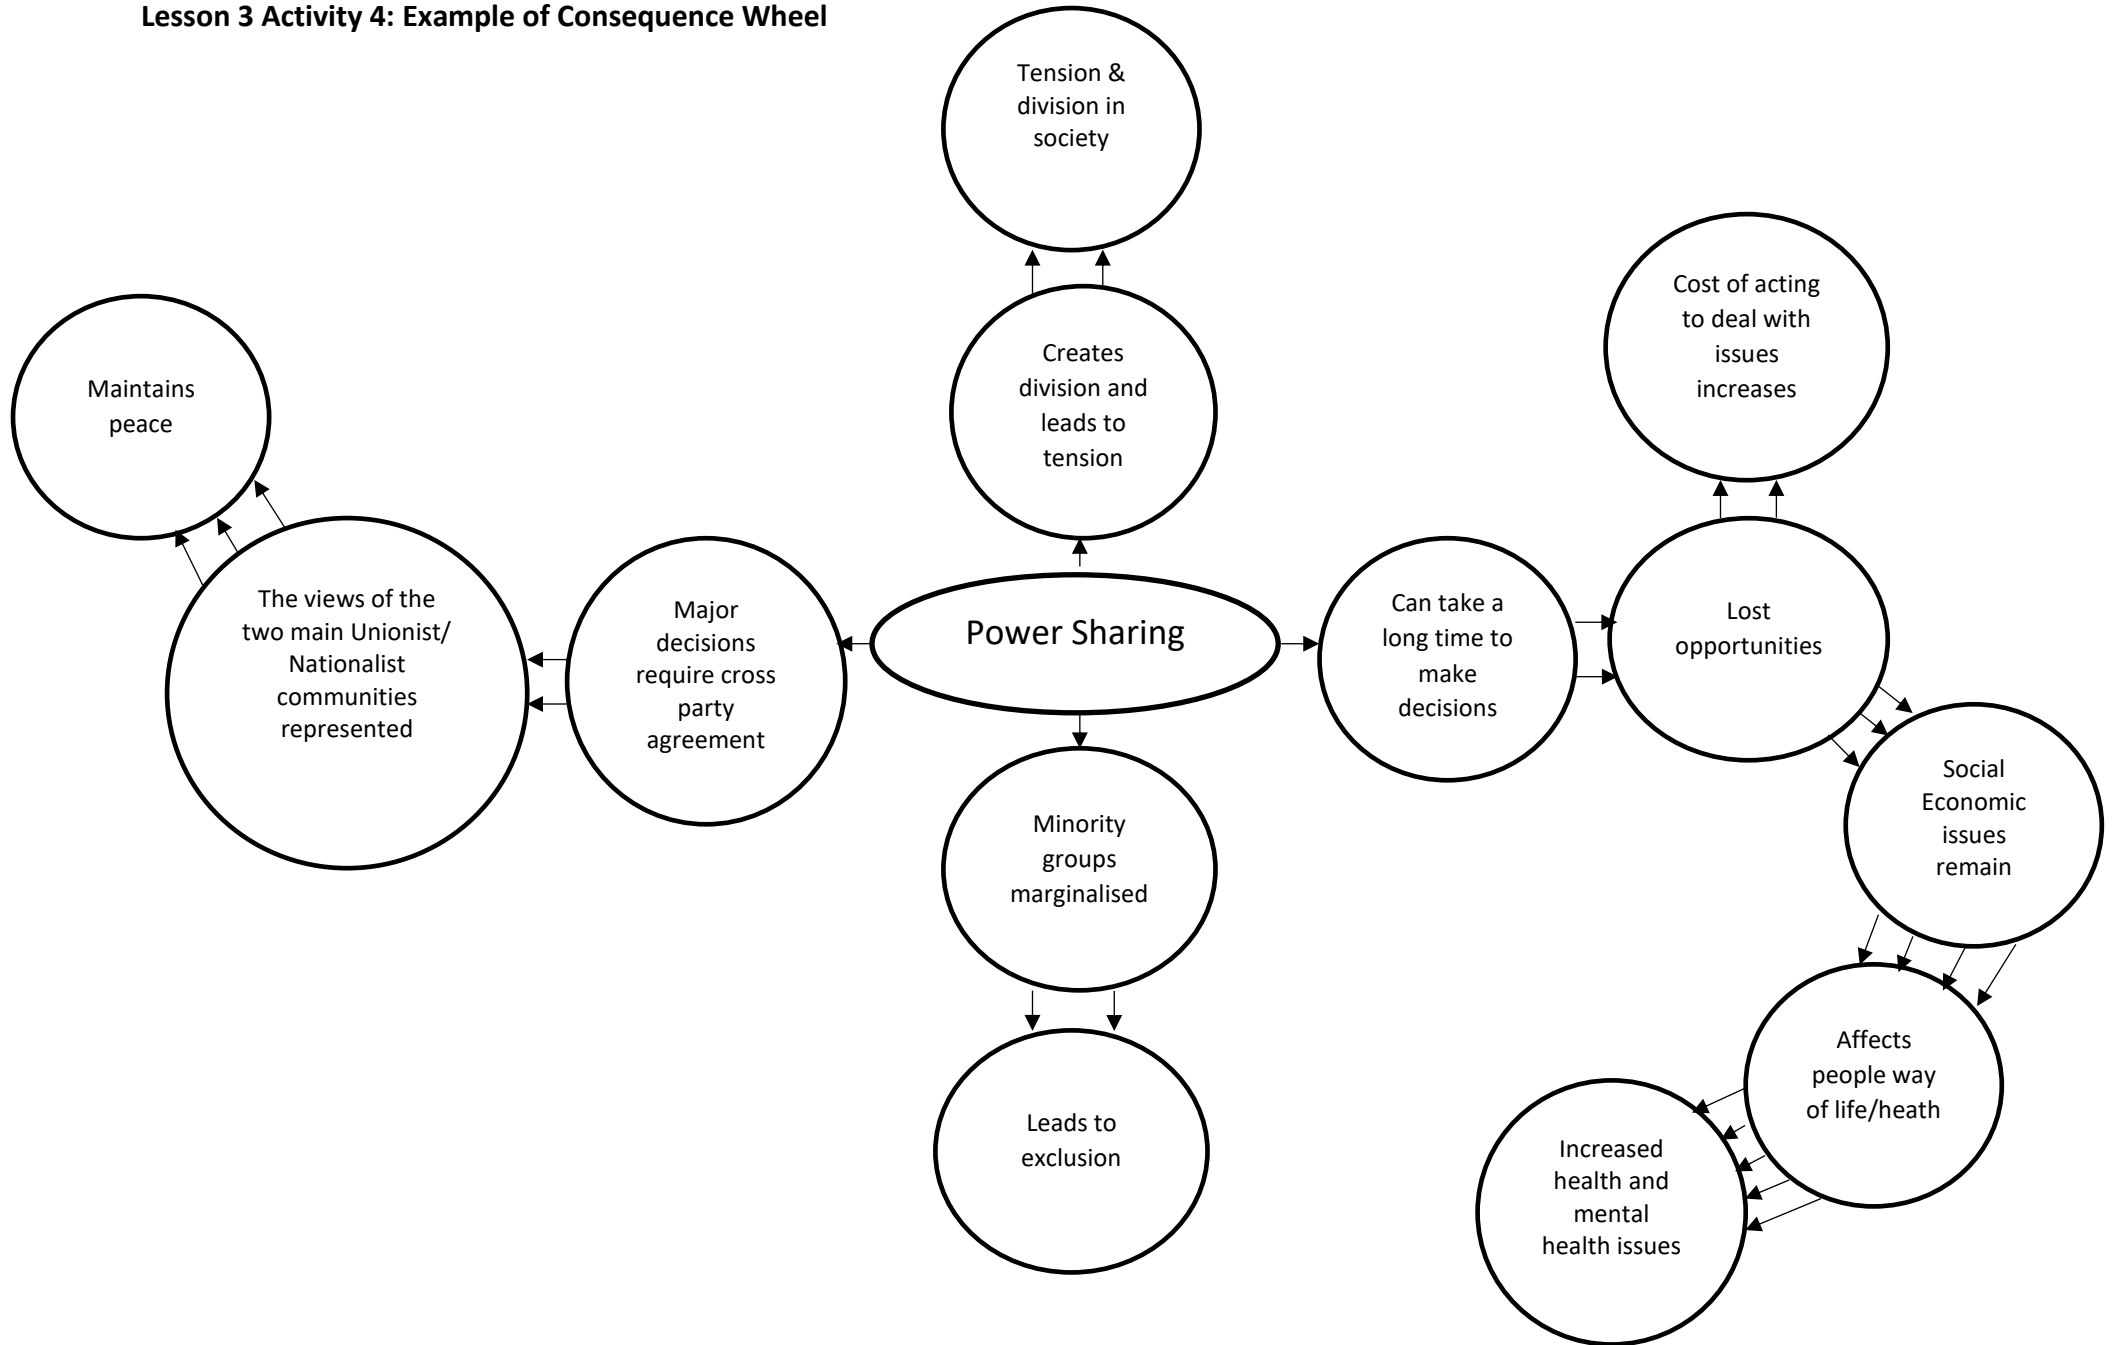 Lesson 3 Activity 4: Example of Consequence Wheel
Tension &
division in
society
Creates
division and
leads to
tension
Maintains
peace
The views of the
two main Unionist/
Nationalist
communities
represented
Major
decisions
require cross
party
agreement
Power Sharing
Can take a
long time to
make
decisions
Lost
opportunities
Cost of acting
to deal with
issues
increases
Social
Economic
issues
remain
Affects
people way
of life/heath
Increased
health and
mental
health issues
Minority
groups
marginalised
Leads to
exclusion